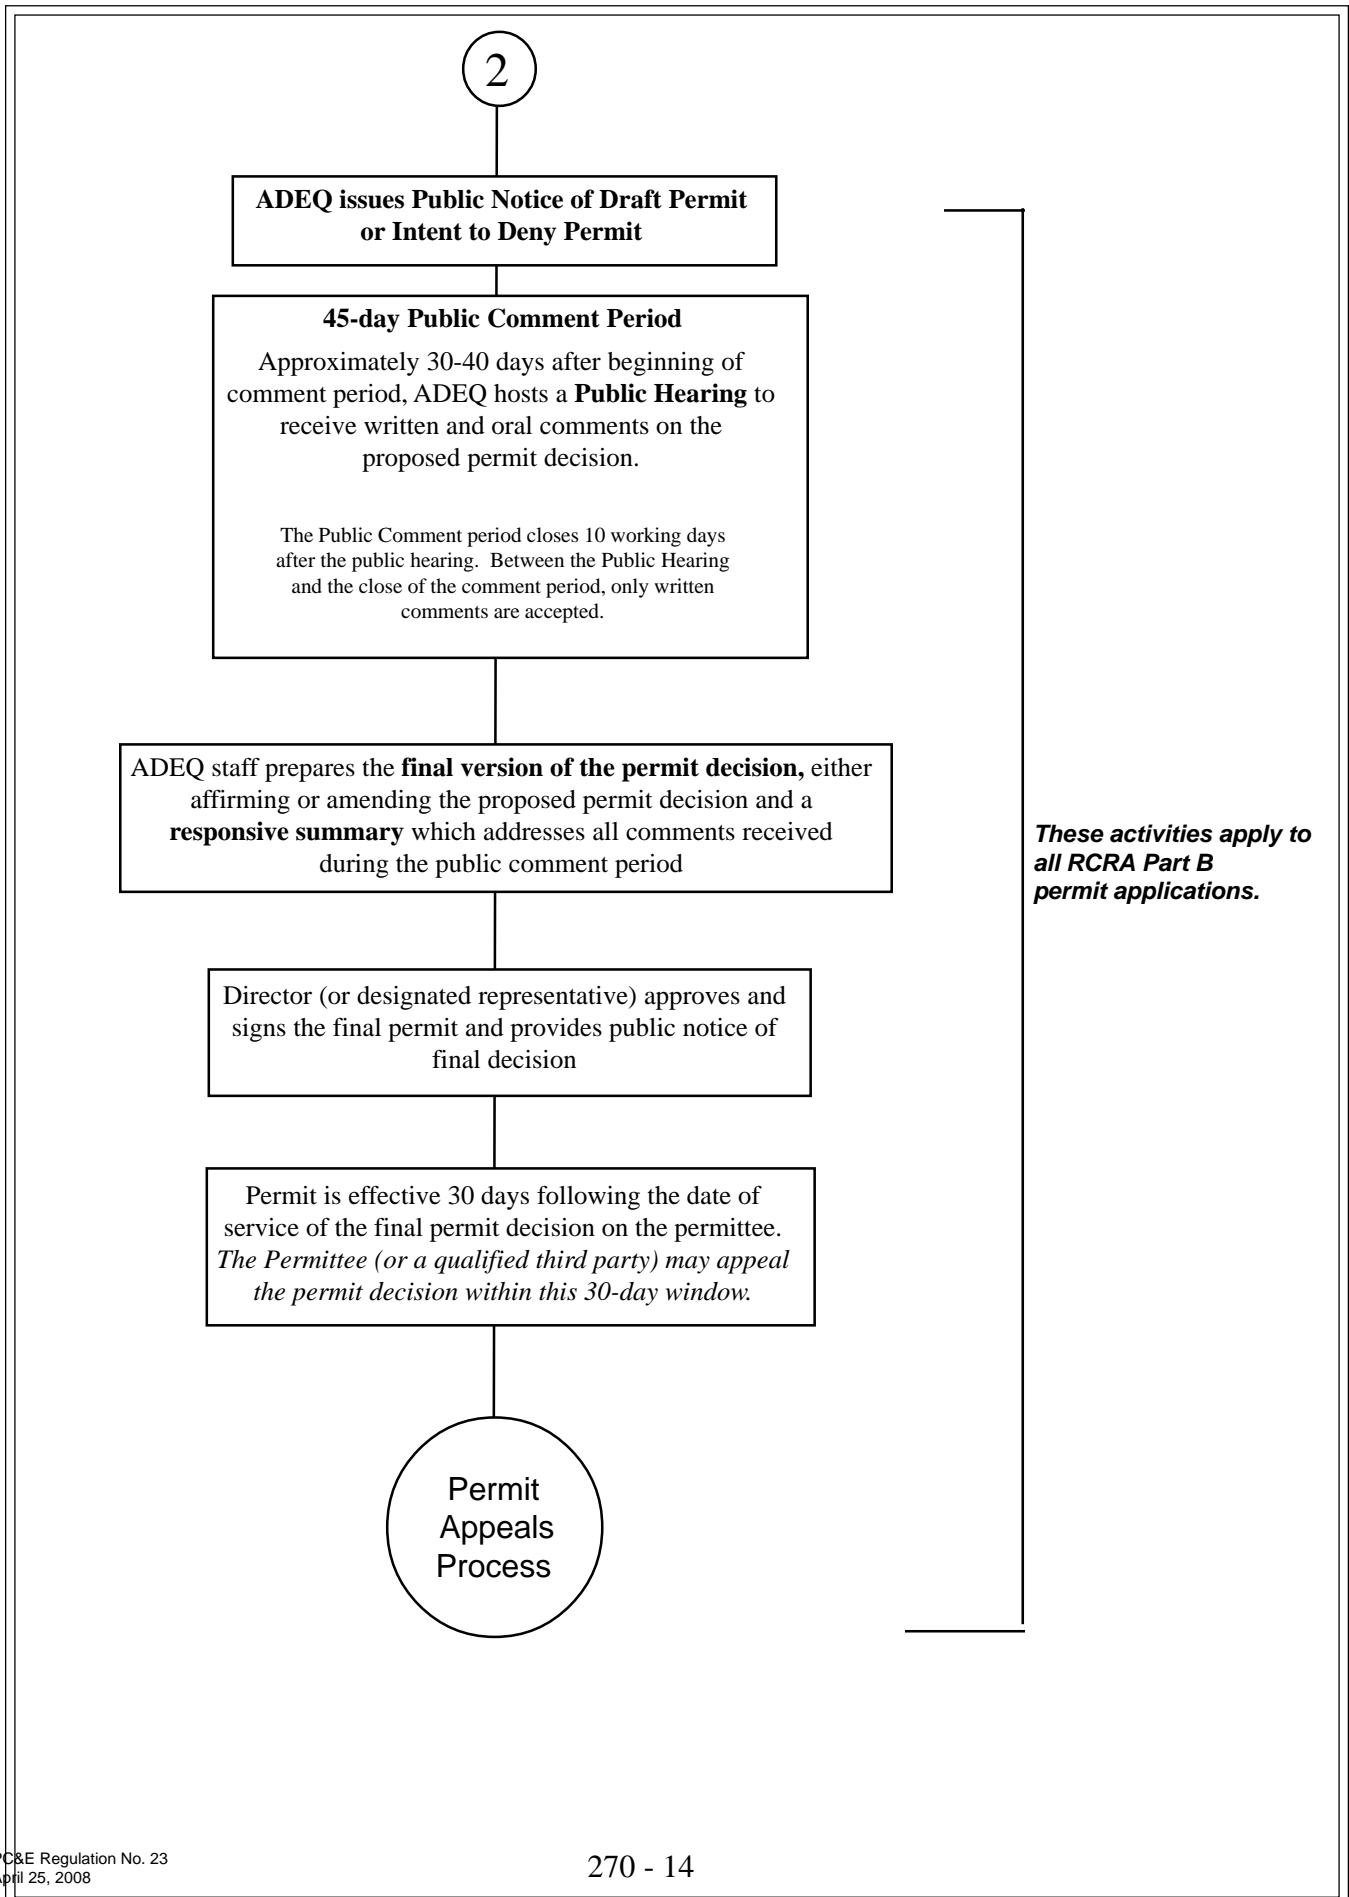 2
ADEQ issues Public Notice of Draft Permit
or Intent to Deny Permit
45-day Public Comment Period
Approximately 30-40 days after beginning of
comment period, ADEQ hosts a Public Hearing to
receive written and oral comments on the
proposed permit decision.
The Public Comment period closes 10 working days
after the public hearing. Between the Public Hearing
and the close of the comment period, only written
comments are accepted.
ADEQ staff prepares the final version of the permit decision, either
affirming or amending the proposed permit decision and a
responsive summary which addresses all comments received
during the public comment period
These activities apply to
all RCRA Part B
permit applications.
Director (or designated representative) approves and
signs the final permit and provides public notice of
final decision
Permit is effective 30 days following the date of
service of the final permit decision on the permittee.
The Permittee (or a qualified third party) may appeal
the permit decision within this 30-day window.
Permit
Appeals
Process
PC&E Regulation No. 23
April 25, 2008
270 - 14